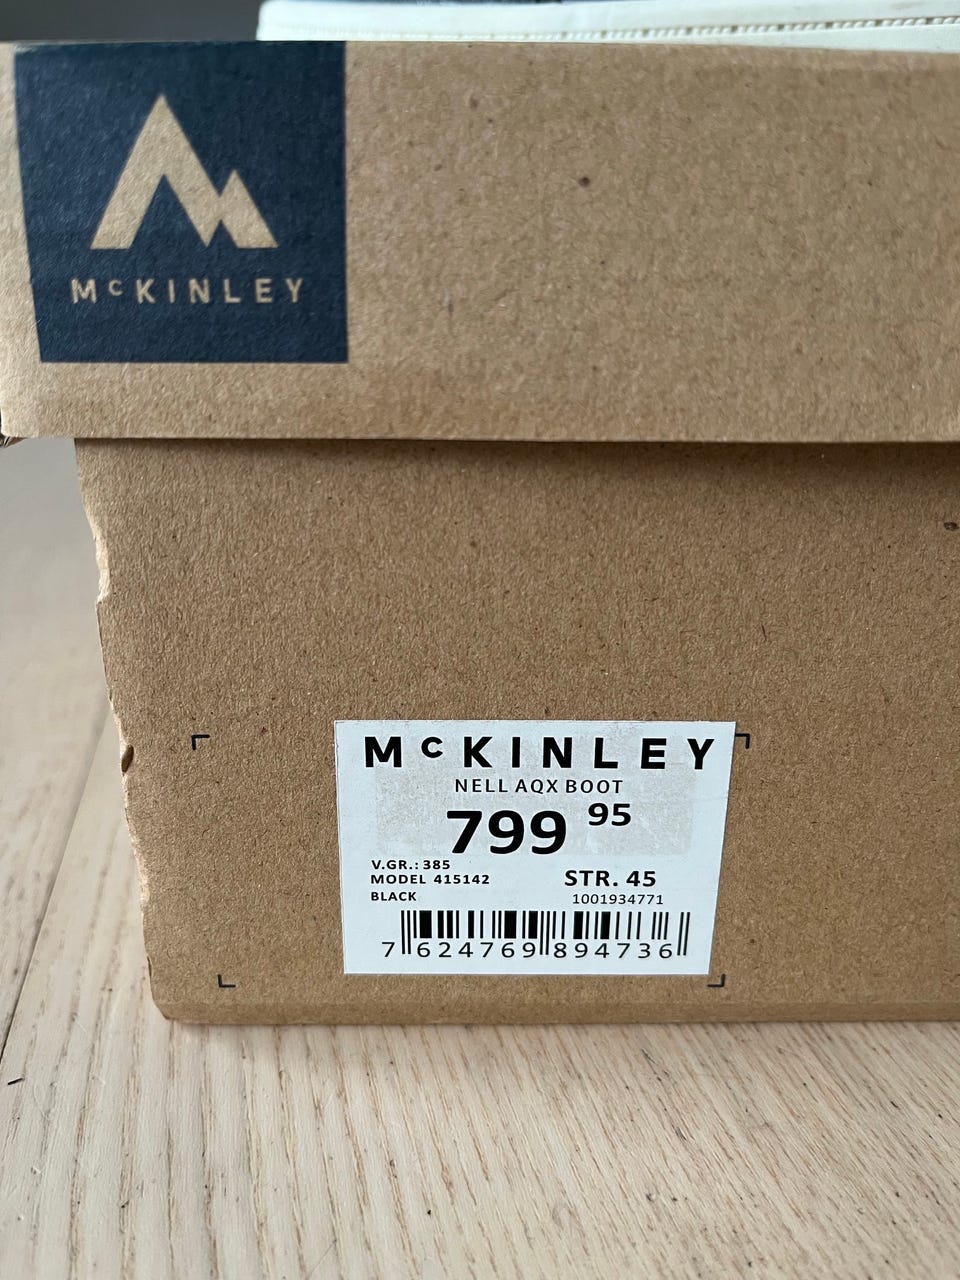 McKINLEY
McKINLEY
NELL AQX BOOT
799 95
V.GR.: 385
MODEL 415142
STR. 45
BLACK
1001934771
7 624769 894736